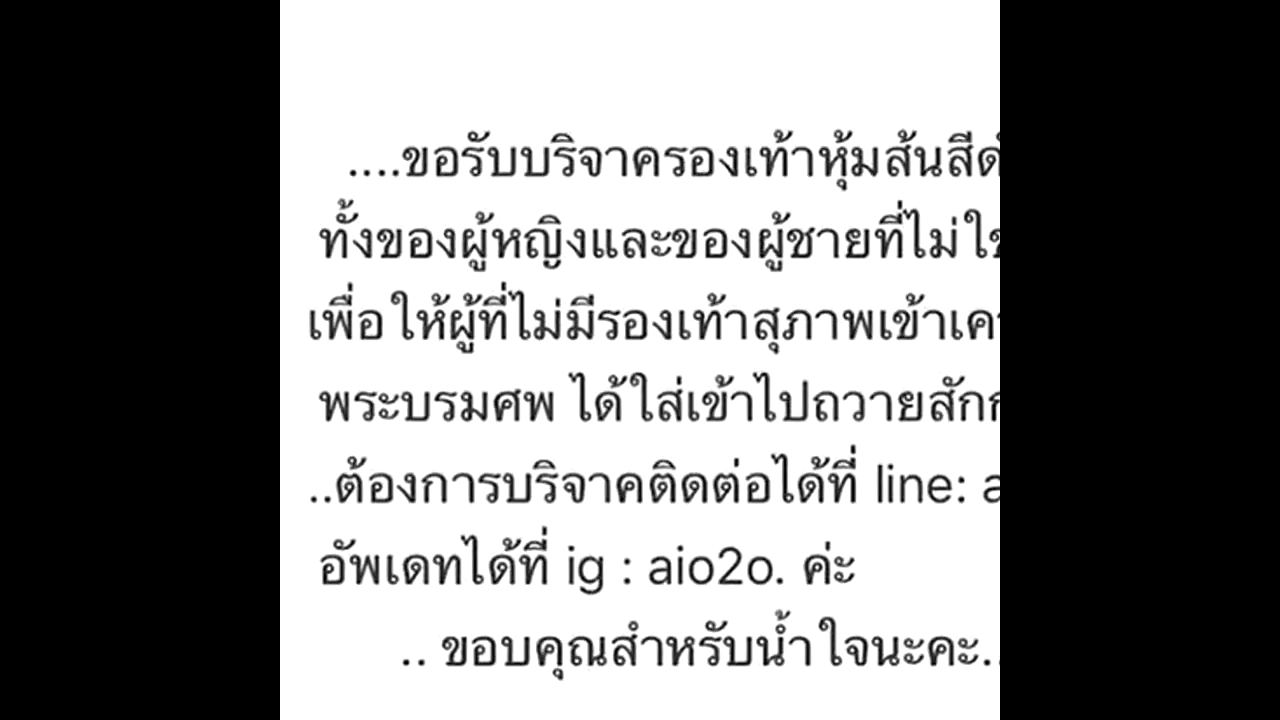 ....ขอรับบริจาครองเท้าหุ้มส้นสี
ทั้งของผู้หญิงและของผู้ชายที่ไม่
เพื่อให้ผู้ที่ไม่มีรองเท้าสุภาพเข้า
พระบรมศพ ได้ใส่เข้าไปถวาย
..ต้องการบริจาคติดต่อได้ที่ line:
อัพเดทได้ที่ ig : aio2o. ค่ะ
.. ขอบคุณสำหรับน้ำใจนะคะ..